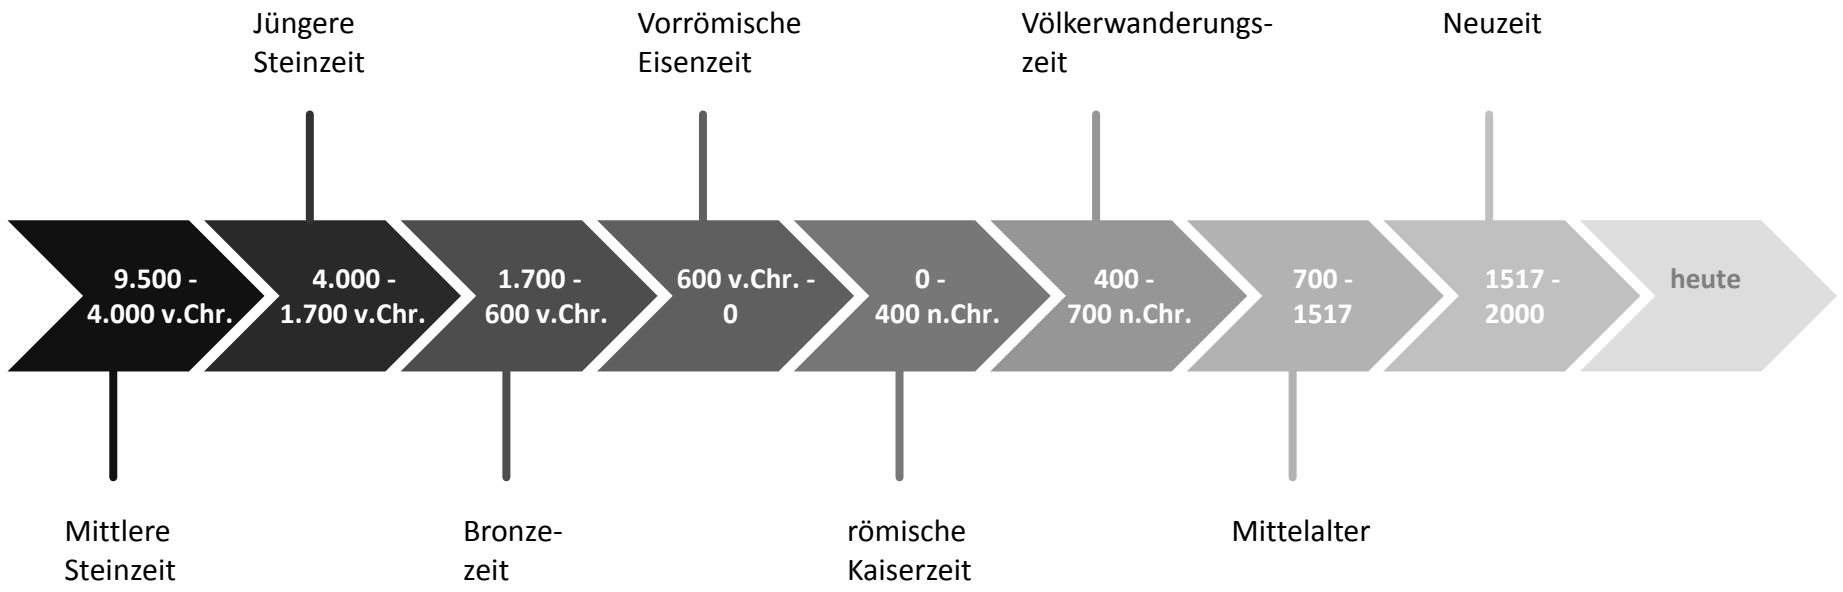 Jüngere
Steinzeit
Vorrömische
Eisenzeit
Völkerwanderungs-
zeit
Neuzeit
9.500 -
4.000 v.Chr.
4.000 -
1.700 v.Chr.
1.700 -
600 v.Chr.
600 v.Chr. -
0
0 -
400 n.Chr.
400 -
700 n.Chr.
700 -
1517
1517 -
2000
heute
Mittlere
Steinzeit
Bronze-
zeit
römische
Kaiserzeit
Mittelalter